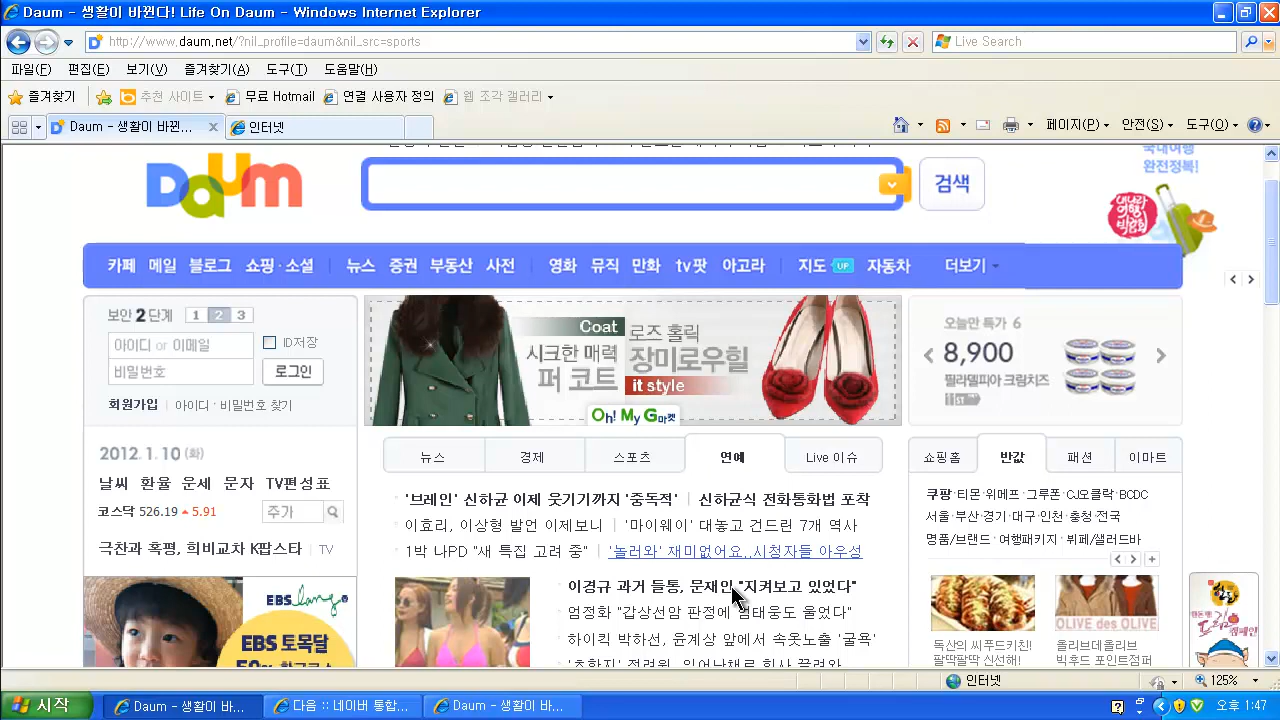 Daum - 생활이 바뀐다! Life On Daum - Windows Internet Explorer
http://www.daum.net/?nil_profile=daum&nil_src=sports
Live Search
파일(F) 편집(E) 보기(V) 즐겨찾기(A) 도구(T) 도움말(H)
즐겨찾기 추천 사이트 무료 Hotmail 연결 사용자 정의 웹 조각 갤러리
Daum - 생활이 바뀐... 인터넷 페이지(P) 안전(S) 도구(O)
국내여행
완전정복!
Daum 검색
내나라
여행
박람회
카페 메일 블로그 쇼핑·소셜 뉴스 증권 부동산 사전 영화 뮤직 만화 tv팟 아고라 지도 UP 자동차 더보기
보안 2 단계 1 2 3
아이디 or 이메일 ID저장
비밀번호 로그인
회원가입 아이디·비밀번호 찾기
Coat
시크한 매력
퍼 코트
로즈 홀릭
장미로우힐
it style
Oh! My G마켓
오늘만 특가 6
8,900
필라델피아 크림치즈
1st
2012. 1. 10 (화)
날씨 환율 운세 문자 TV편성표
코스닥 526.19 5.91 주가
극찬과 혹평, 희비교차 K팝스타 TV
EBS lang
EBS 토목달
뉴스 경제 스포츠 연예 Live 이슈
'브레인' 신하균 이제 웃기기까지 '중독적' 신하균식 전화통화법 포착
이효리, 이상형 발언 이제보니 '마이웨이' 대놓고 건드린 7개 역사
1박 나PD "새 특집 고려 중" '놀러와' 재미없어요..시청자들 아우성
이경규 과거 들통, 문재인 "지켜보고 있었다"
엄정화 "갑상선암 판정에 엄태웅도 울었다"
하이킥 박하선, 윤계상 앞에서 속옷노출 '굴욕'
쇼핑홈 반값 패션 이마트
쿠팡·티몬·위메프·그루폰·CJ오클락·BCDC
서울·부산·경기·대구·인천·충청·전국
명품/브랜드·여행패키지·뷔페/샐러드바
독산의 씨푸드키친!
팔딱팔딱 신선해!
OLIVE des OLIVE
올리브데올리브
빅후드 포인트점퍼
인터넷 125%
시작 Daum - 생활이 바... 다음 :: 네이버 통합... Daum - 생활이 바... 오후 1:47